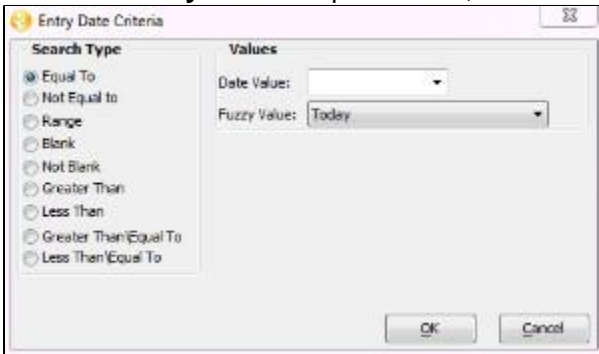 Entry Date Criteria
Search Type
Equal To
Not Equal to
Range
Blank
Not Blank
Greater Than
Less Than
Greater Than\Equal To
Less Than\Equal To
Values
Date Value:
Fuzzy Value: Today
OK Cancel